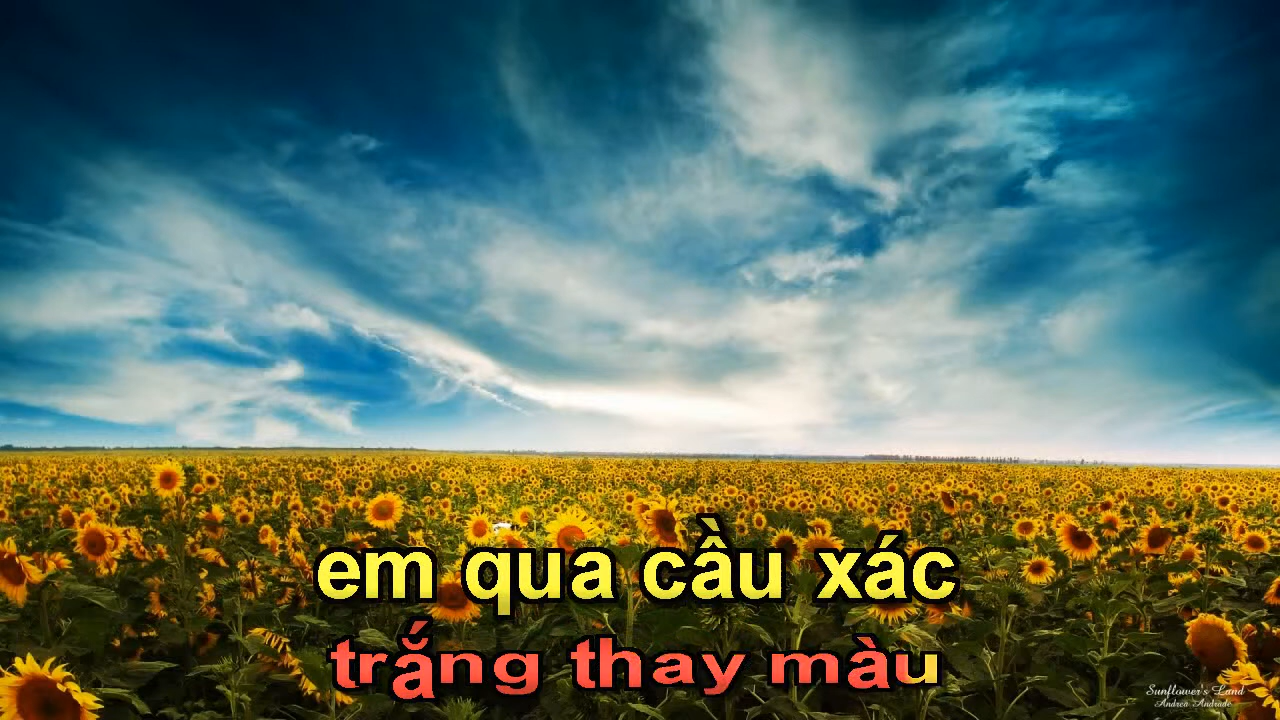 em qua cầu xác
trắng thay màu
Sunflower's Land
Andrea Andrade